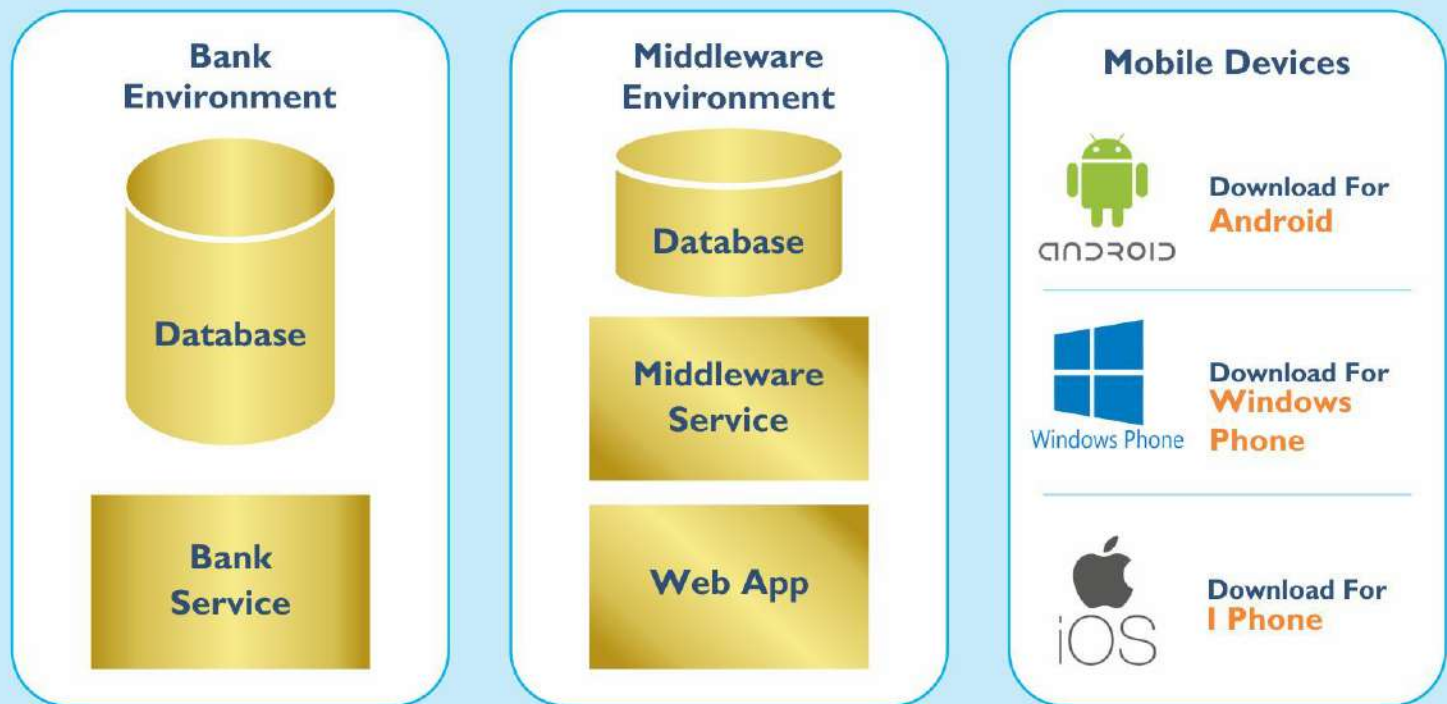 Bank
Environment
Database
Bank
Service
Middleware
Environment
Database
Middleware
Service
Web App
Mobile Devices
android
Download For
Android
Windows Phone
Download For
Windows
Phone
iOS
Download For
I Phone